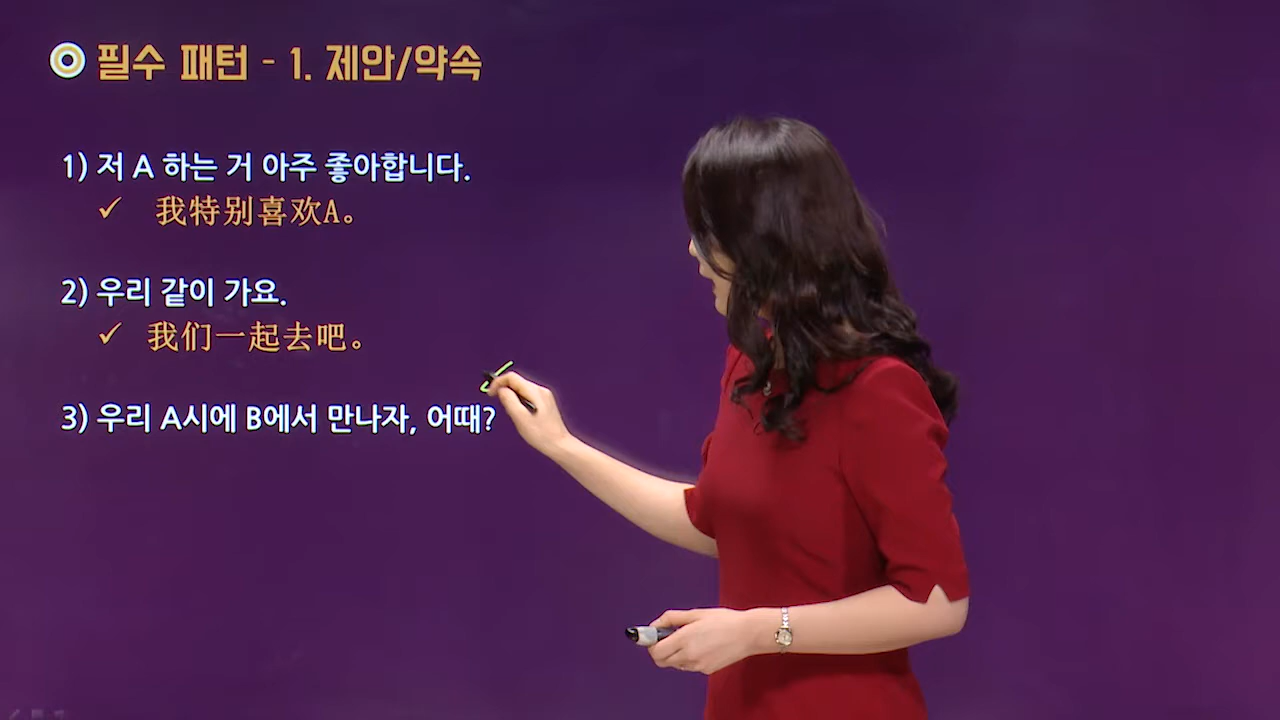 필수 패턴 - 1. 제안/약속
1) 저 A 하는 거 아주 좋아합니다.
✓ 我特别喜欢A。
2) 우리 같이 가요.
✓ 我们一起去吧。
3) 우리 A시에 B에서 만나자, 어때?